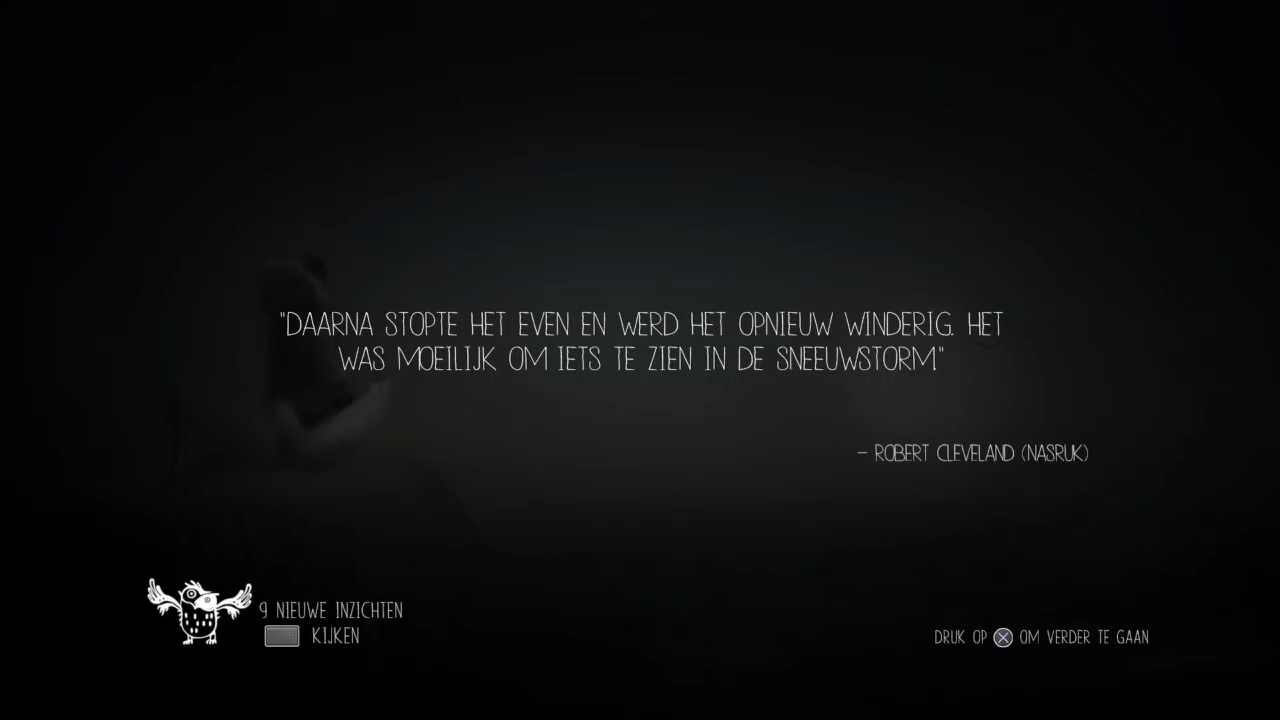 "DAARNA STOPTE HET EVEN EN WERD HET OPNIEUW WINDERIG. HET
WAS MOEILIJK OM IETS TE ZIEN IN DE SNEEUWSTORM."
– ROBERT CLEVELAND (NASRUK)
9 NIEUWE INZICHTEN
KIJKEN
DRUK OP ⓧ OM VERDER TE GAAN